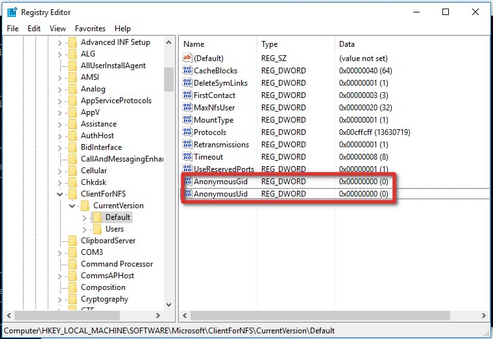 Registry Editor
File Edit View Favorites Help
Advanced INF Setup
ALG
AllUserInstallAgent
AMSI
Analog
AppServiceProtocols
AppV
Assistance
AuthHost
BidInterface
CallAndMessagingEnha
Cellular
Chkdsk
ClientForNFS
CurrentVersion
Default
Users
ClipboardServer
COM3
Command Processor
CommsAPHost
Composition
Cryptography
Name Type Data
(Default) REG_SZ (value not set)
CacheBlocks REG_DWORD 0x00000040 (64)
DeleteSymLinks REG_DWORD 0x00000001 (1)
FirstContact REG_DWORD 0x00000003 (3)
MaxNfsUser REG_DWORD 0x00000020 (32)
MountType REG_DWORD 0x00000001 (1)
Protocols REG_DWORD 0x00cffcff (13630719)
Retransmissions REG_DWORD 0x00000001 (1)
Timeout REG_DWORD 0x00000008 (8)
UseReservedPorts REG_DWORD 0x00000001 (1)
AnonymousGid REG_DWORD 0x00000000 (0)
AnonymousUid REG_DWORD 0x00000000 (0)
Computer\HKEY_LOCAL_MACHINE\SOFTWARE\Microsoft\ClientForNFS\CurrentVersion\Default